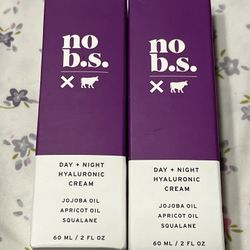 no
b.s.
DAY + NIGHT
HYALURONIC
CREAM
JOJOBA OIL
APRICOT OIL
SQUALANE
60 ML / 2 FL OZ
no
b.s.
DAY + NIGHT
HYALURONIC
CREAM
JOJOBA OIL
APRICOT OIL
SQUALANE
60 ML / 2 FL OZ